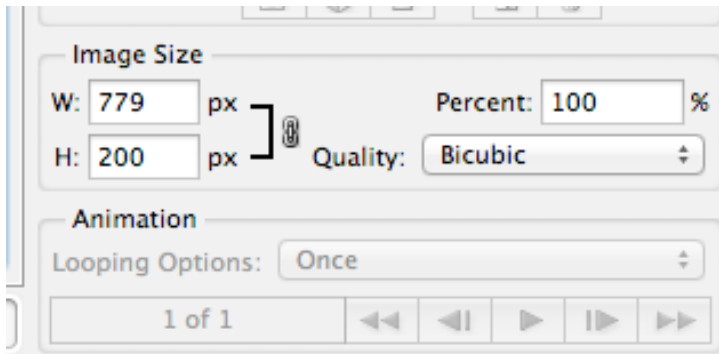 Image Size
W: 779 px Percent: 100 %
H: 200 px Quality: Bicubic
Animation
Looping Options: Once
1 of 1